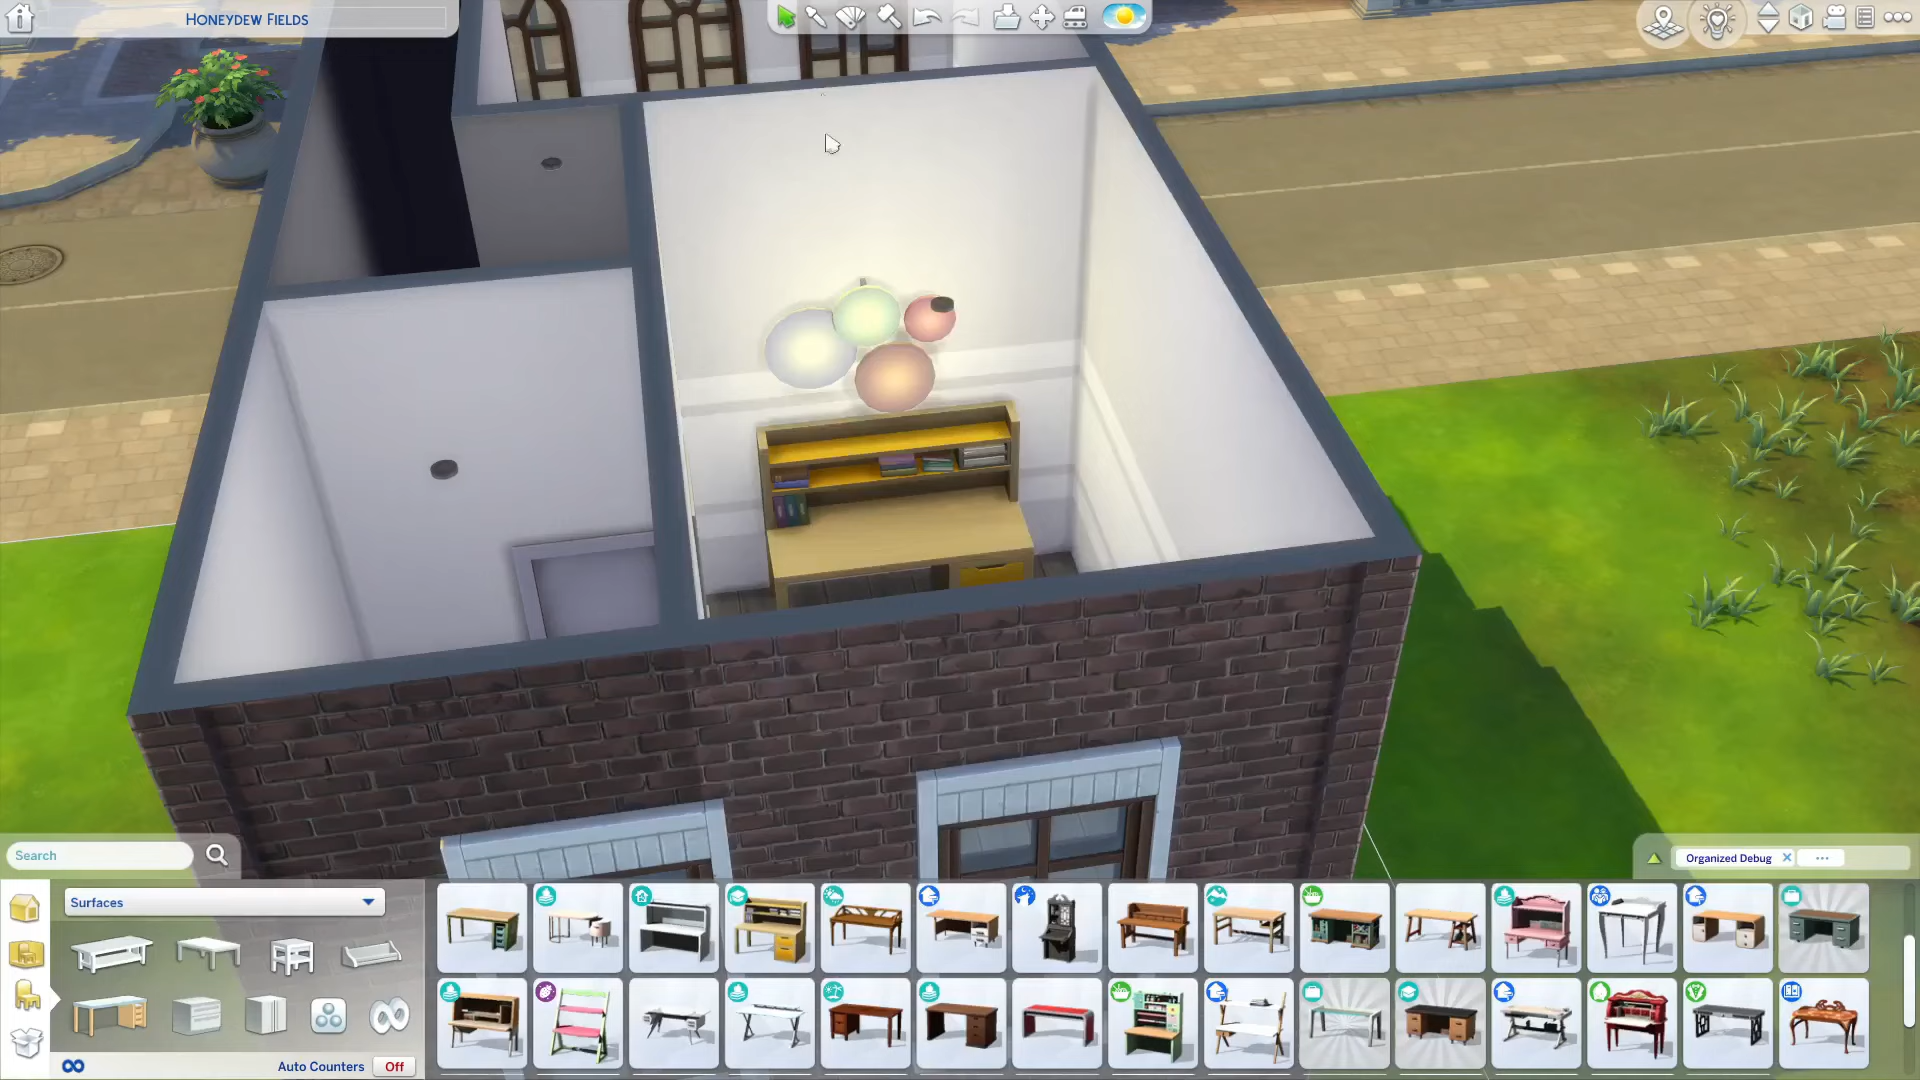 Honeydew Fields
Search
Organized Debug
Surfaces
Auto Counters
Off